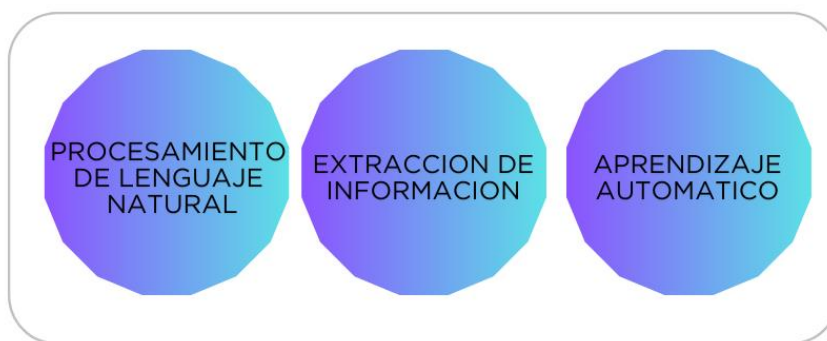 PROCESAMIENTO
DE LENGUAJE
NATURAL
EXTRACCION DE
INFORMACION
APRENDIZAJE
AUTOMATICO